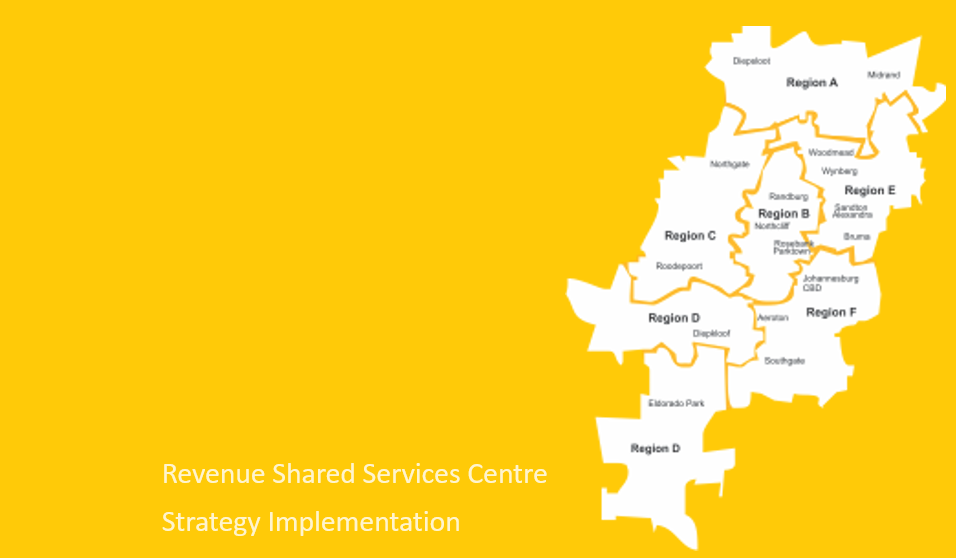 Diepsloot
Midrand
Region A
Woodmead
Northgate
Wynberg
Region E
Randburg
Sandton
Alexandra
Region B
Northcliff
Region C
Bruma
Rosebank
Parktown
Roodepoort
Johannesburg
CBD
Region D
Aeroton
Region F
Diepkloof
Southgate
Eldorado Park
Region D
Revenue Shared Services Centre
Strategy Implementation